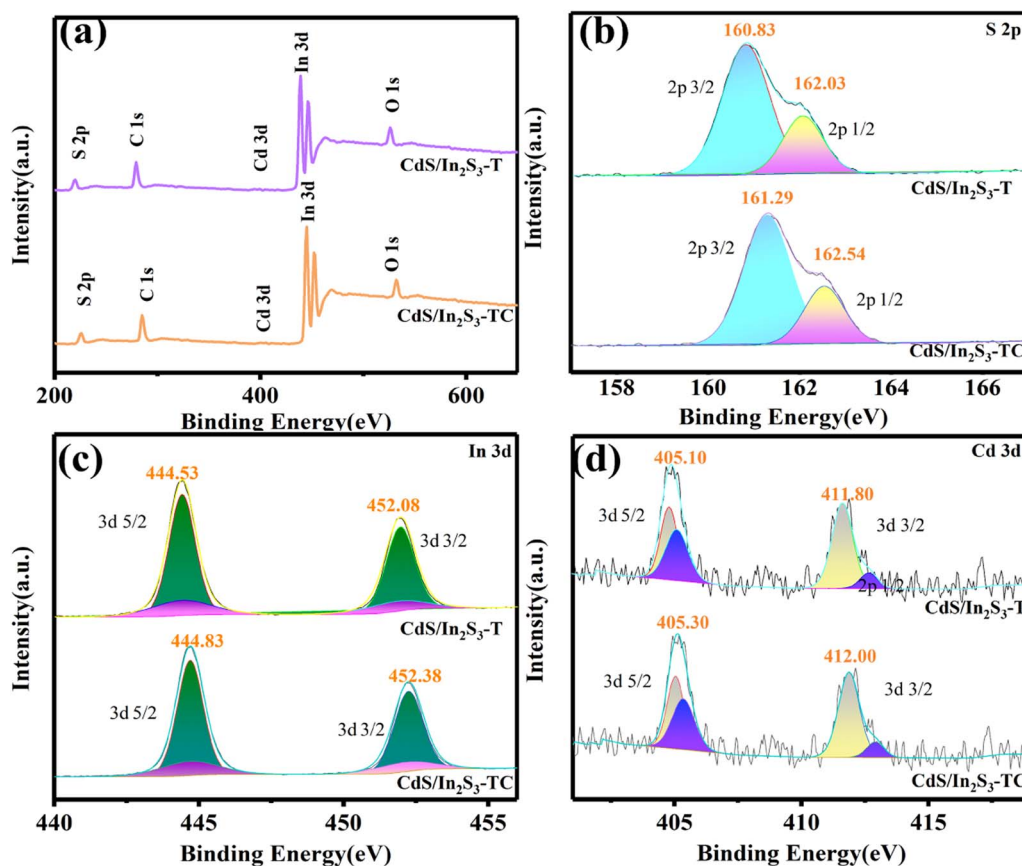 (a)
In 3d
S 2p
C 1s
Cd 3d
O 1s
CdS/In₂S₃-T
In 3d
S 2p
C 1s
Cd 3d
O 1s
CdS/In₂S₃-TC
Intensity(a.u.)
200 400 600
Binding Energy(eV)
(b)
S 2p
160.83
162.03
2p 3/2
2p 1/2
CdS/In₂S₃-T
161.29
162.54
2p 3/2
2p 1/2
CdS/In₂S₃-TC
Intensity(a.u.)
158 160 162 164 166
Binding Energy(eV)
(c)
In 3d
444.53
452.08
3d 5/2
3d 3/2
CdS/In₂S₃-T
444.83
452.38
3d 5/2
3d 3/2
CdS/In₂S₃-TC
Intensity(a.u.)
440 445 450 455
Binding Energy(eV)
(d)
Cd 3d
405.10
411.80
3d 5/2
3d 3/2
2p 1/2
CdS/In₂S₃-T
405.30
412.00
3d 5/2
3d 3/2
CdS/In₂S₃-TC
Intensity(a.u.)
405 410 415
Binding Energy(eV)